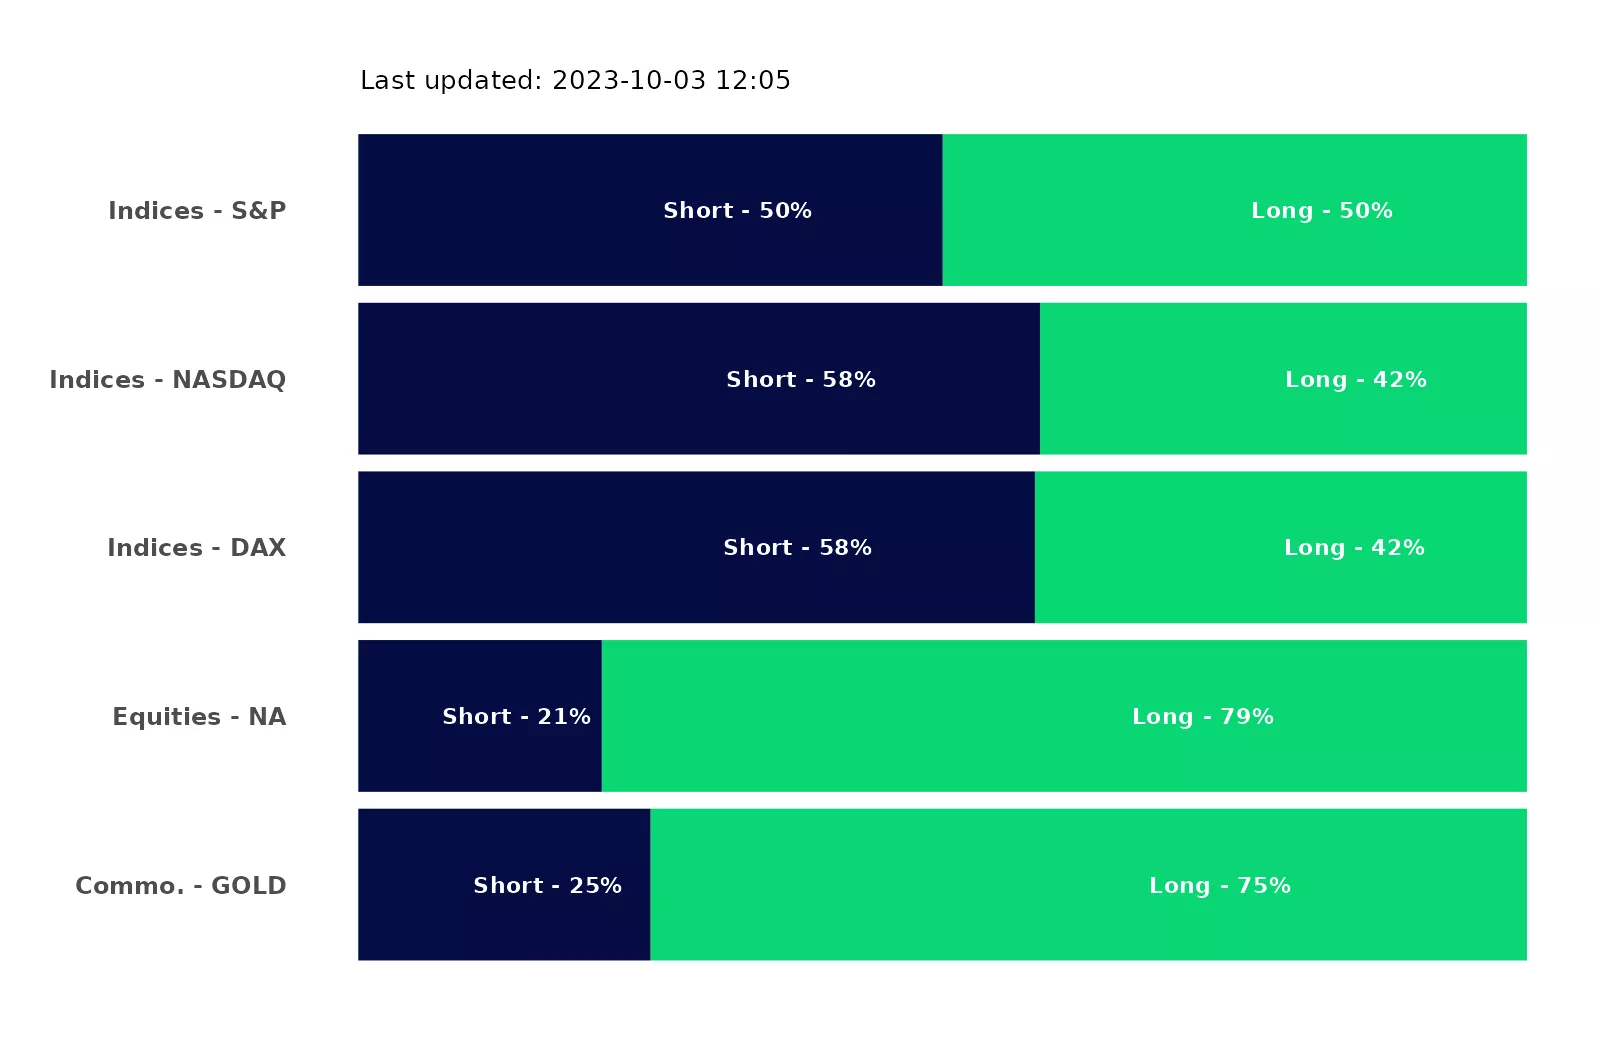 Last updated: 2023-10-03 12:05
Indices - S&P
Short - 50%
Long - 50%
Indices - NASDAQ
Short - 58%
Long - 42%
Indices - DAX
Short - 58%
Long - 42%
Equities - NA
Short - 21%
Long - 79%
Commo. - GOLD
Short - 25%
Long - 75%